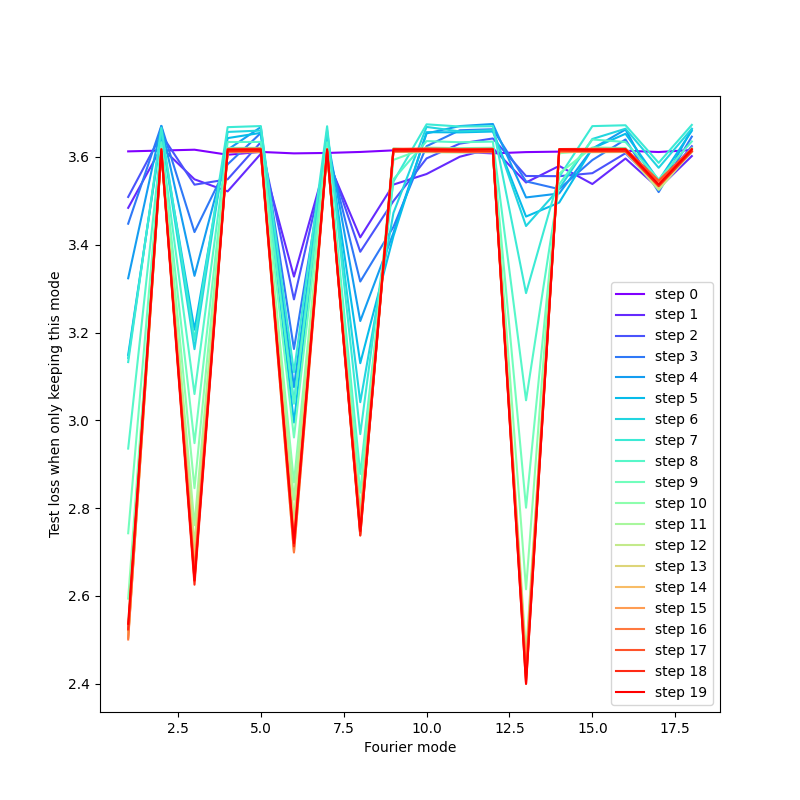 3.6
3.4
3.2
3.0
2.8
2.6
2.4
Test loss when only keeping this mode
2.5
5.0
7.5
10.0
12.5
15.0
17.5
Fourier mode
step 0
step 1
step 2
step 3
step 4
step 5
step 6
step 7
step 8
step 9
step 10
step 11
step 12
step 13
step 14
step 15
step 16
step 17
step 18
step 19